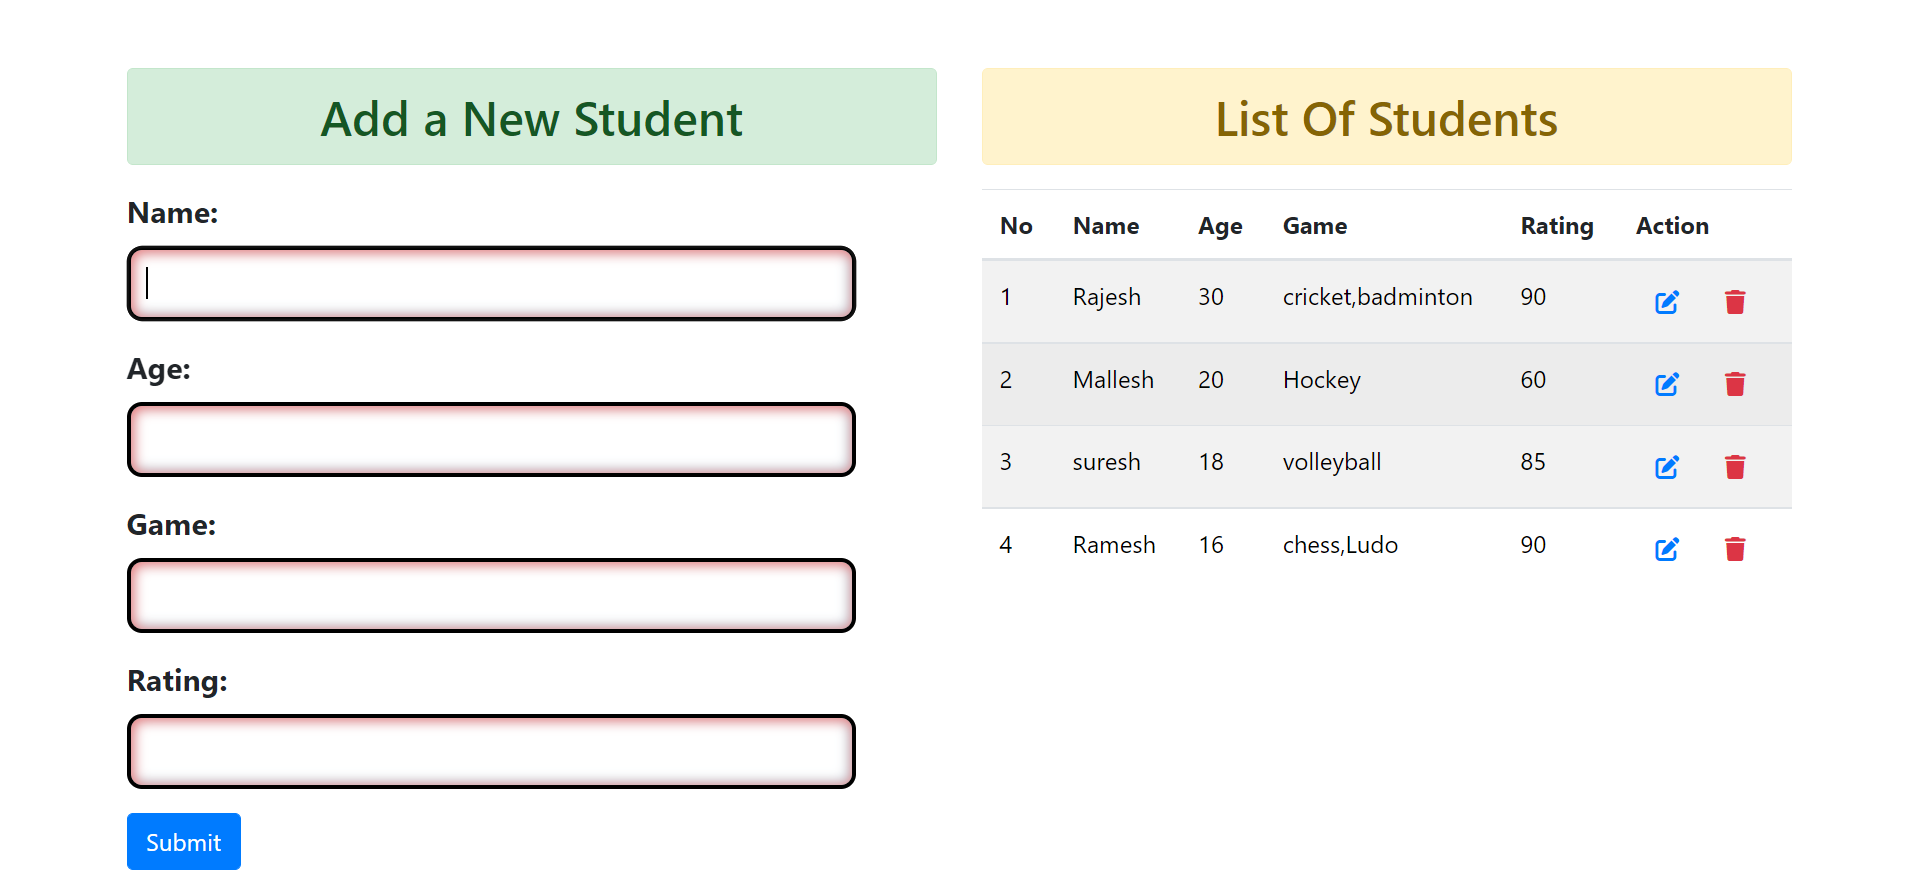 Add a New Student
Name:
Age:
Game:
Rating:
Submit
List Of Students
No Name Age Game Rating Action
1 Rajesh 30 cricket,badminton 90
2 Mallesh 20 Hockey 60
3 suresh 18 volleyball 85
4 Ramesh 16 chess,Ludo 90